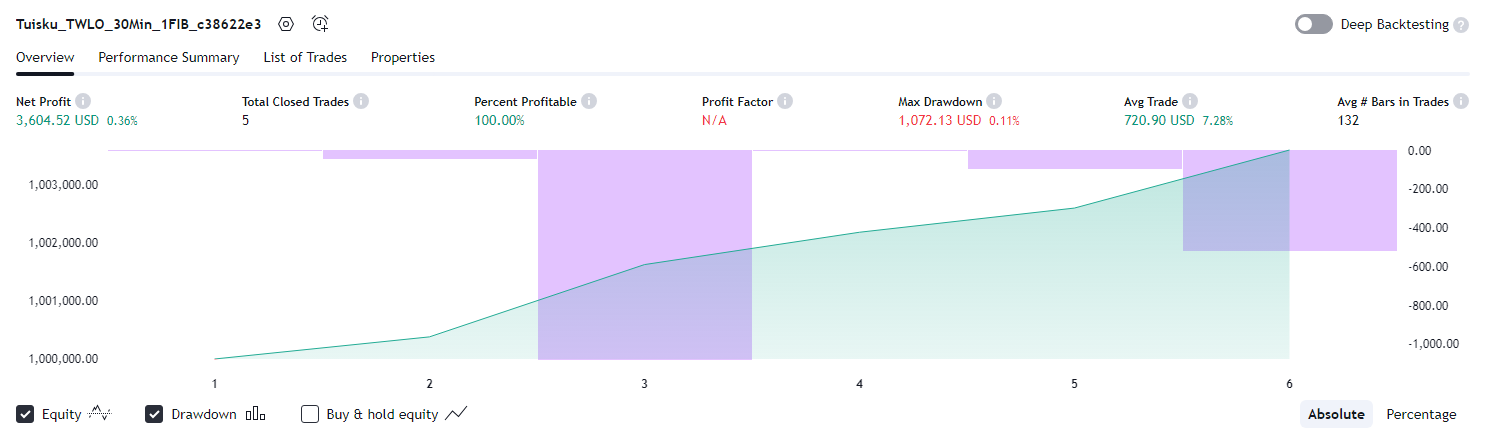 Tuisku_TWLO_30Min_1FIB_c38622e3
Deep Backtesting ?
Overview Performance Summary List of Trades Properties
Net Profit Total Closed Trades Percent Profitable Profit Factor Max Drawdown Avg Trade Avg # Bars in Trades
3,604.52 USD 0.36% 5 100.00% N/A 1,072.13 USD 0.11% 720.90 USD 7.28% 132
0.00
1,003,000.00 -200.00
1,002,000.00 -400.00
-600.00
1,001,000.00 -800.00
1,000,000.00 -1,000.00
1 2 3 4 5 6
Equity Drawdown Buy & hold equity Absolute Percentage